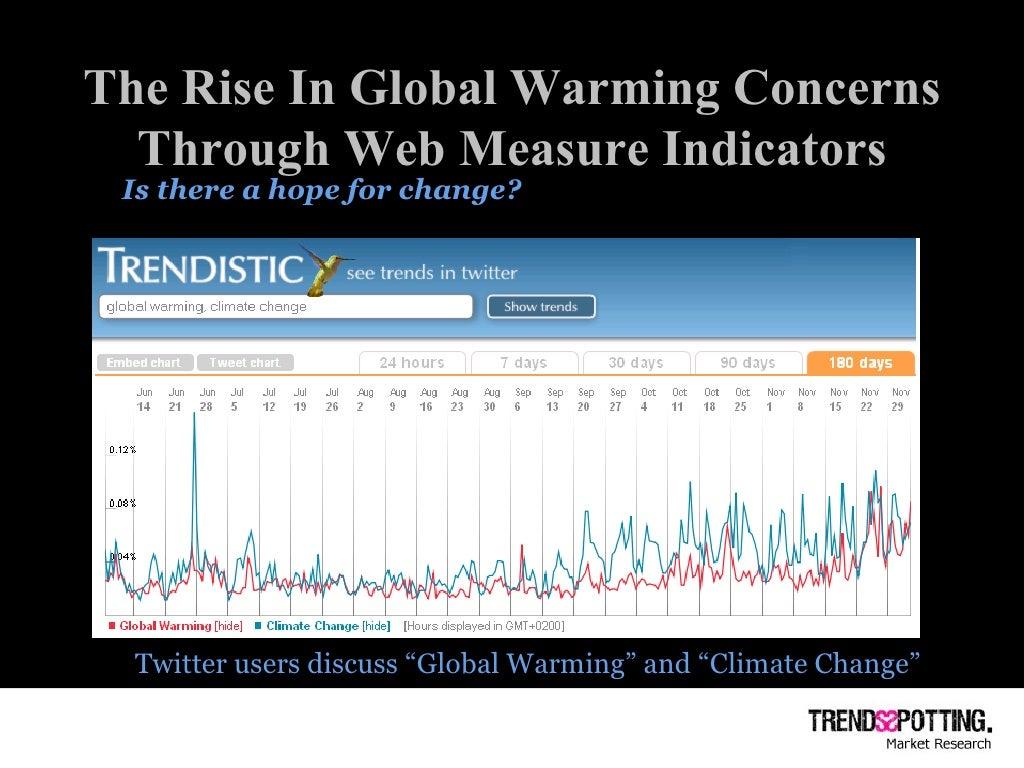 The Rise In Global Warming Concerns
Through Web Measure Indicators
Is there a hope for change?
TRENDISTIC see trends in twitter
global warming, climate change Show trends
Embed chart Tweet chart 24 hours 7 days 30 days 90 days 180 days
Jun Jun Jun Jul Jul Jul Jul Aug Aug Aug Aug Aug Sep Sep Sep Sep Oct Oct Oct Oct Nov Nov Nov Nov Nov
14 21 28 5 12 19 26 2 9 16 23 30 6 13 20 27 4 11 18 25 1 8 15 22 29
0.12%
0.08%
0.04%
Global Warming [hide] Climate Change [hide] [Hours displayed in GMT+0200]
Twitter users discuss “Global Warming” and “Climate Change”
TRENDSSPOTTING.
Market Research